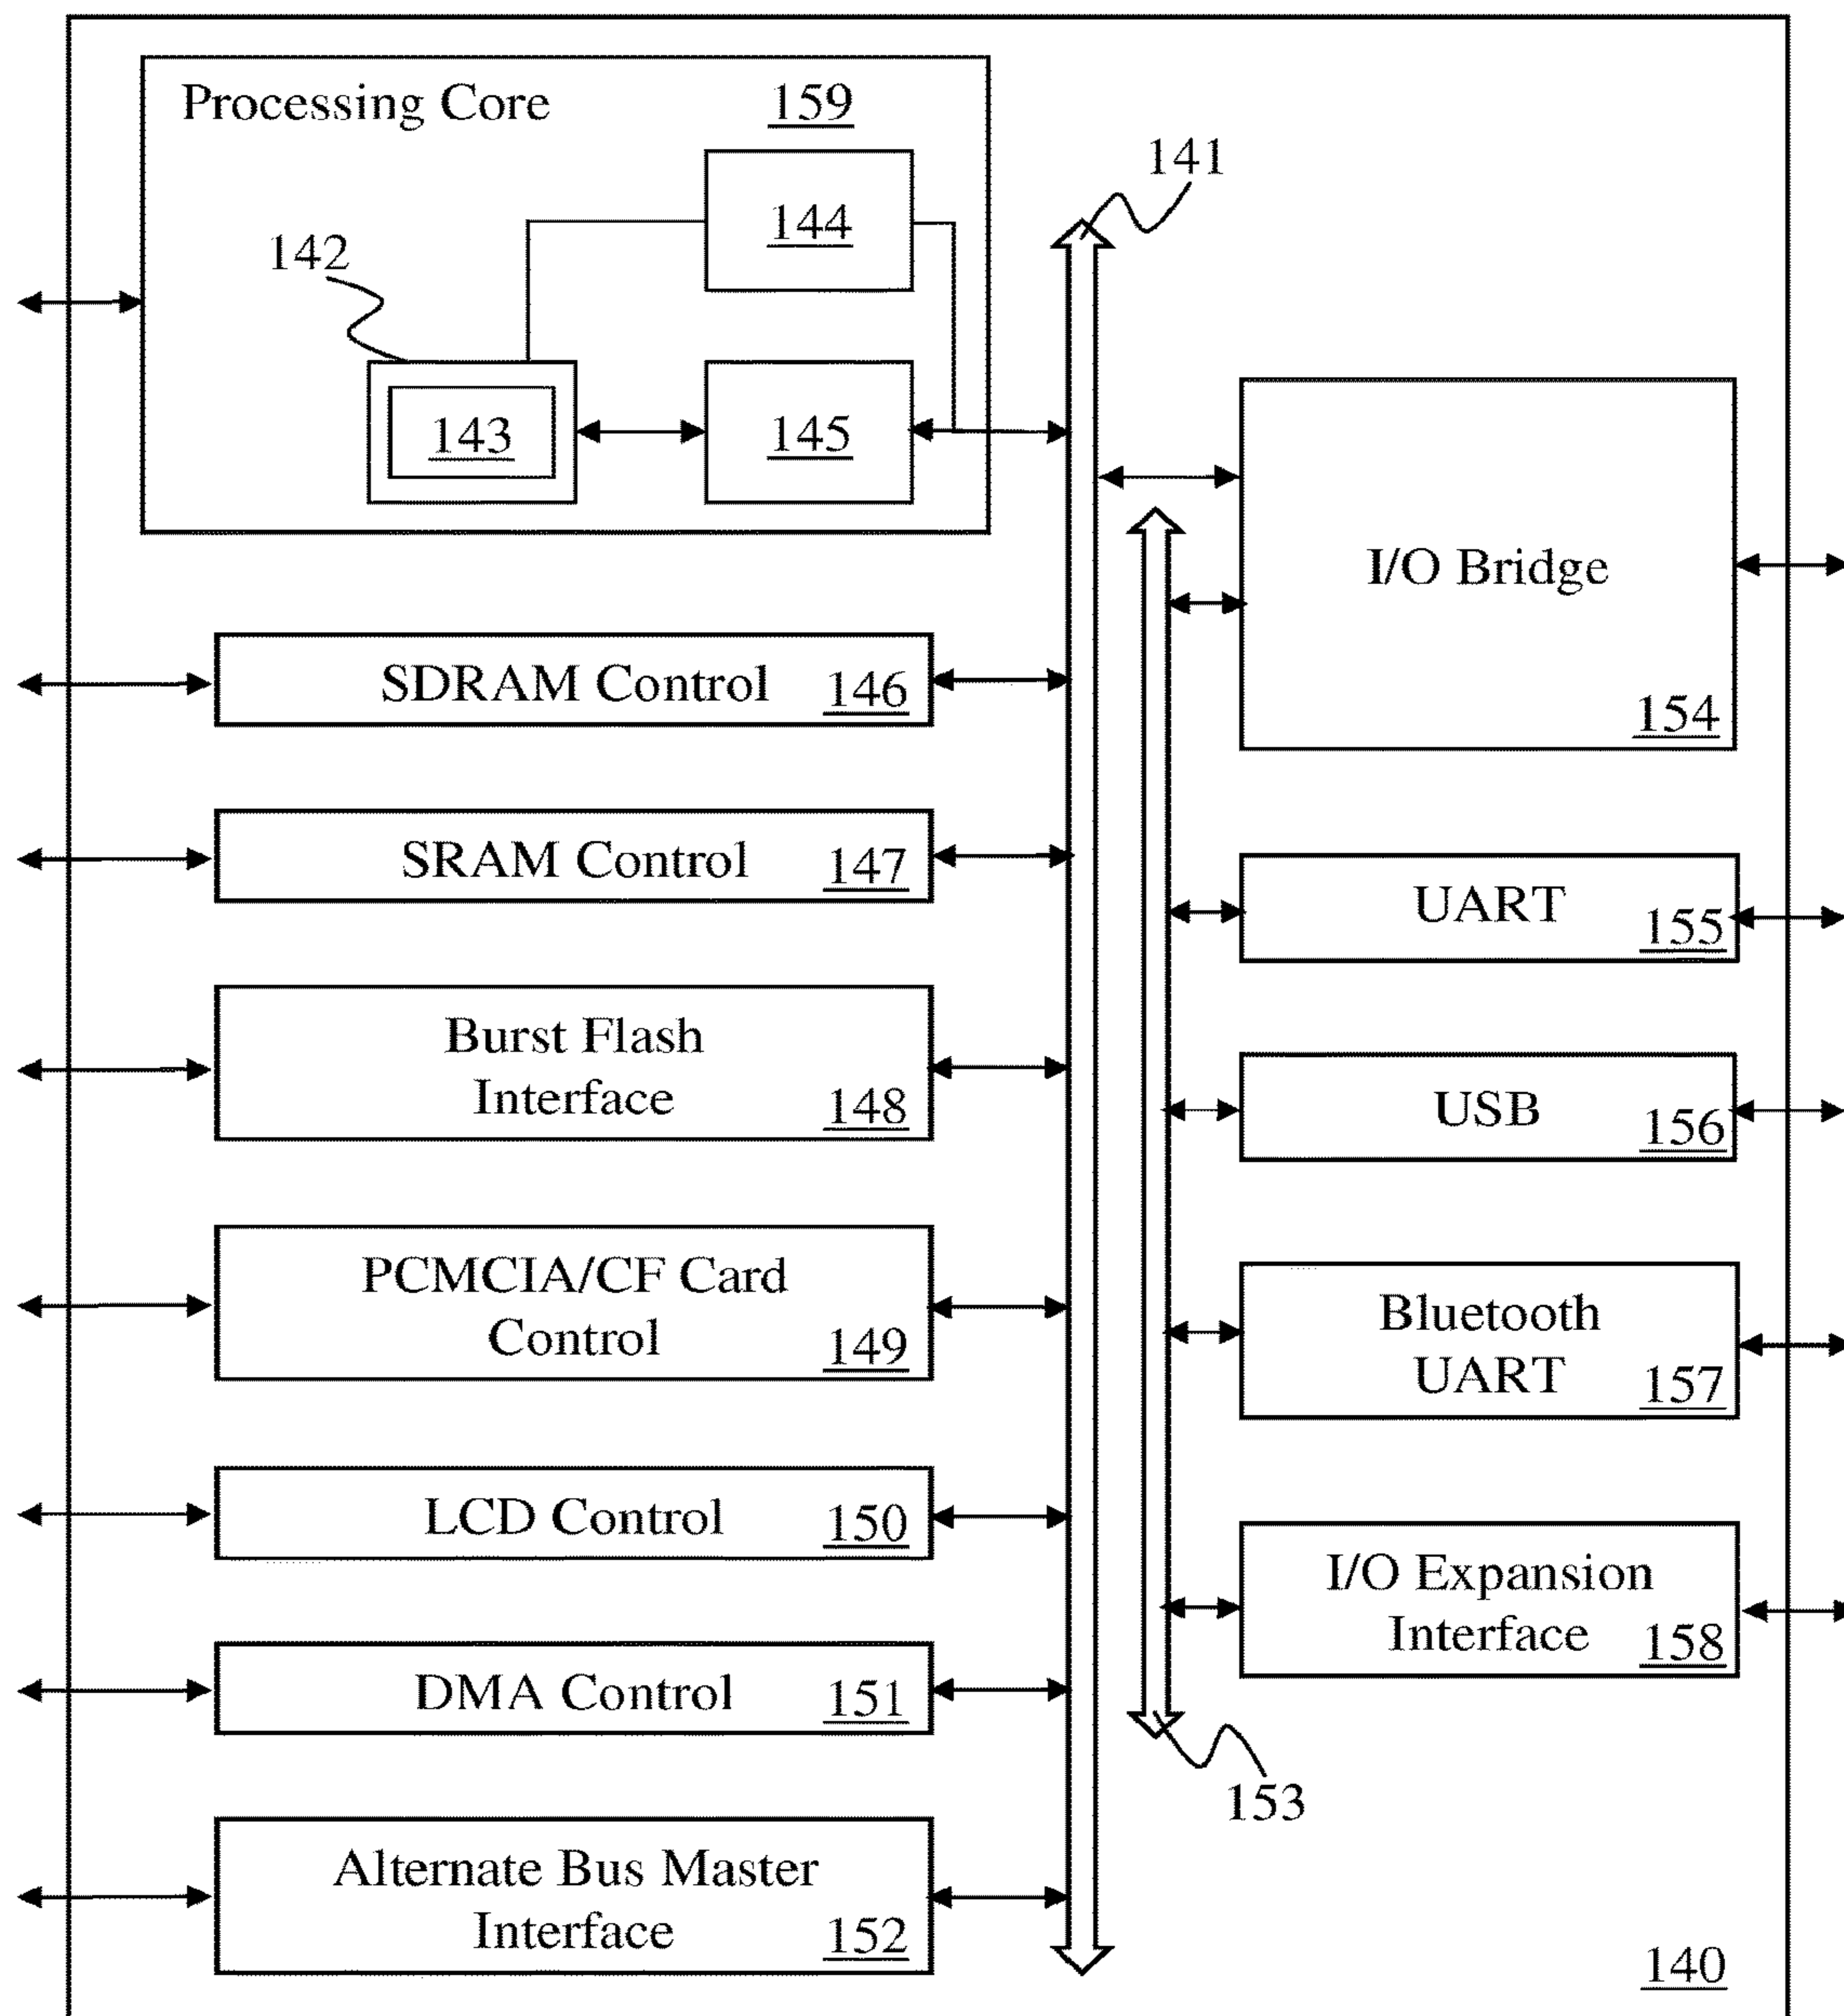 Processing Core
159
141
144
142
143
145
I/O Bridge
154
SDRAM Control
146
SRAM Control
147
UART
155
Burst Flash
Interface
148
USB
156
PCMCIA/CF Card
Control
149
Bluetooth
UART
157
LCD Control
150
I/O Expansion
Interface
158
DMA Control
151
153
Alternate Bus Master
Interface
152
140